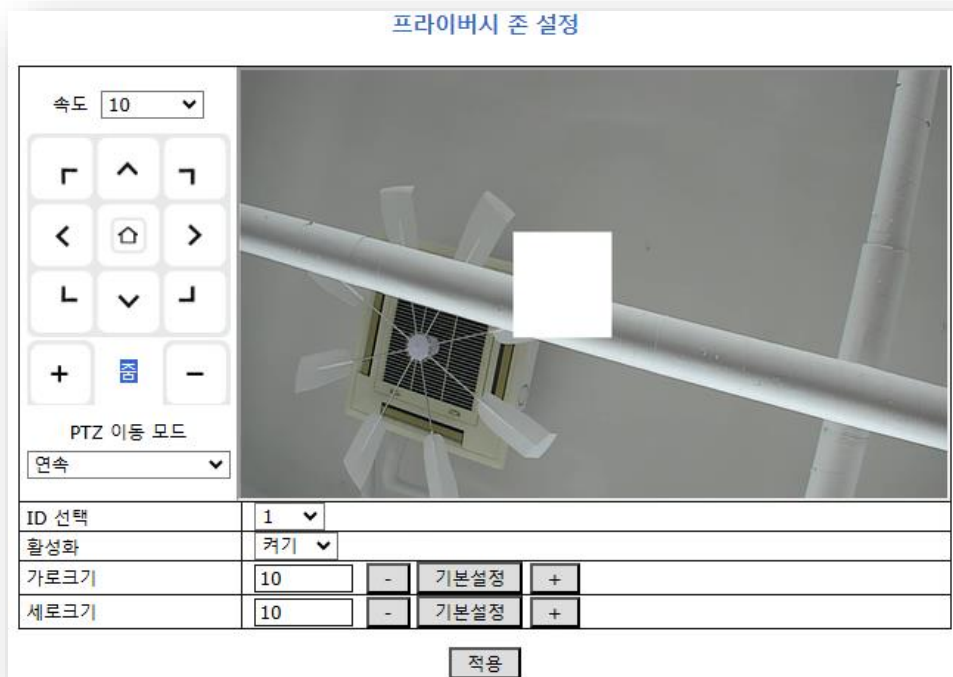 프라이버시 존 설정
속도 10
+ 줌 -
PTZ 이동 모드
연속
ID 선택 1
활성화 켜기
가로크기 10 - 기본설정 +
세로크기 10 - 기본설정 +
적용